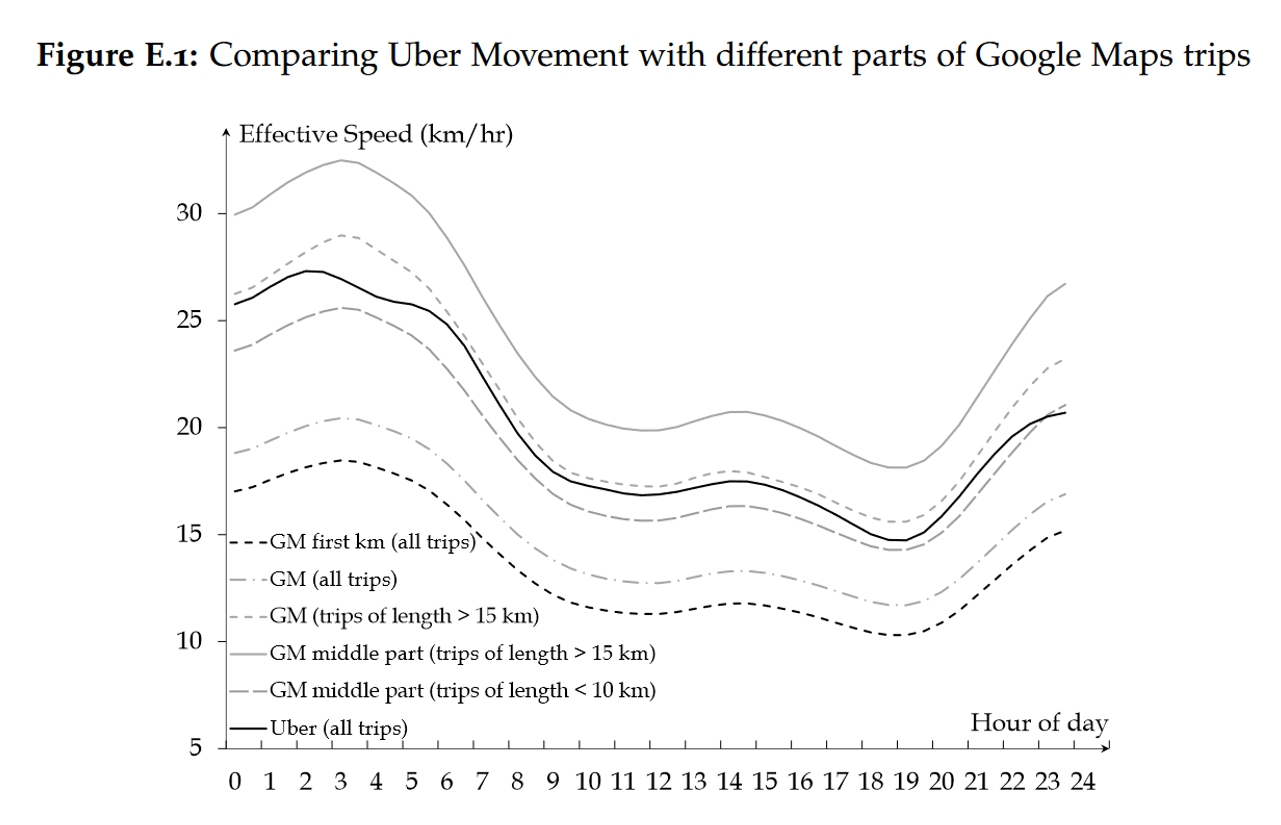 Figure E.1: Comparing Uber Movement with different parts of Google Maps trips
Effective Speed (km/hr)
30
25
20
15
10
5
GM first km (all trips)
GM (all trips)
GM (trips of length > 15 km)
GM middle part (trips of length > 15 km)
GM middle part (trips of length < 10 km)
Uber (all trips)
Hour of day
0 1 2 3 4 5 6 7 8 9 10 11 12 13 14 15 16 17 18 19 20 21 22 23 24